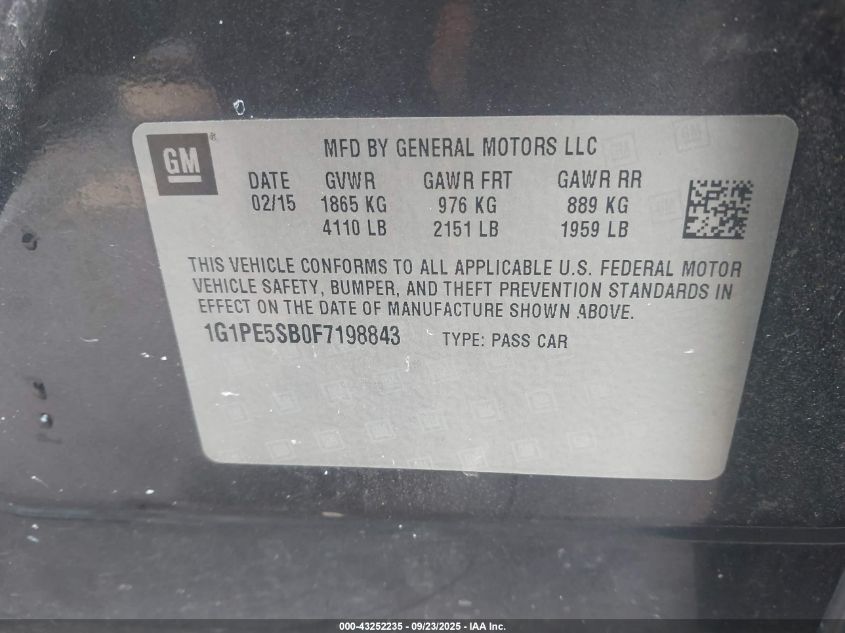 GM ®
MFD BY GENERAL MOTORS LLC
DATE GVWR GAWR FRT GAWR RR
02/15 1865 KG 976 KG 889 KG
4110 LB 2151 LB 1959 LB
THIS VEHICLE CONFORMS TO ALL APPLICABLE U.S. FEDERAL MOTOR
VEHICLE SAFETY, BUMPER, AND THEFT PREVENTION STANDARDS IN
EFFECT ON THE DATE OF MANUFACTURE SHOWN ABOVE.
1G1PE5SB0F7198843 TYPE: PASS CAR
000-43252235 - 09/23/2025 - IAA Inc.